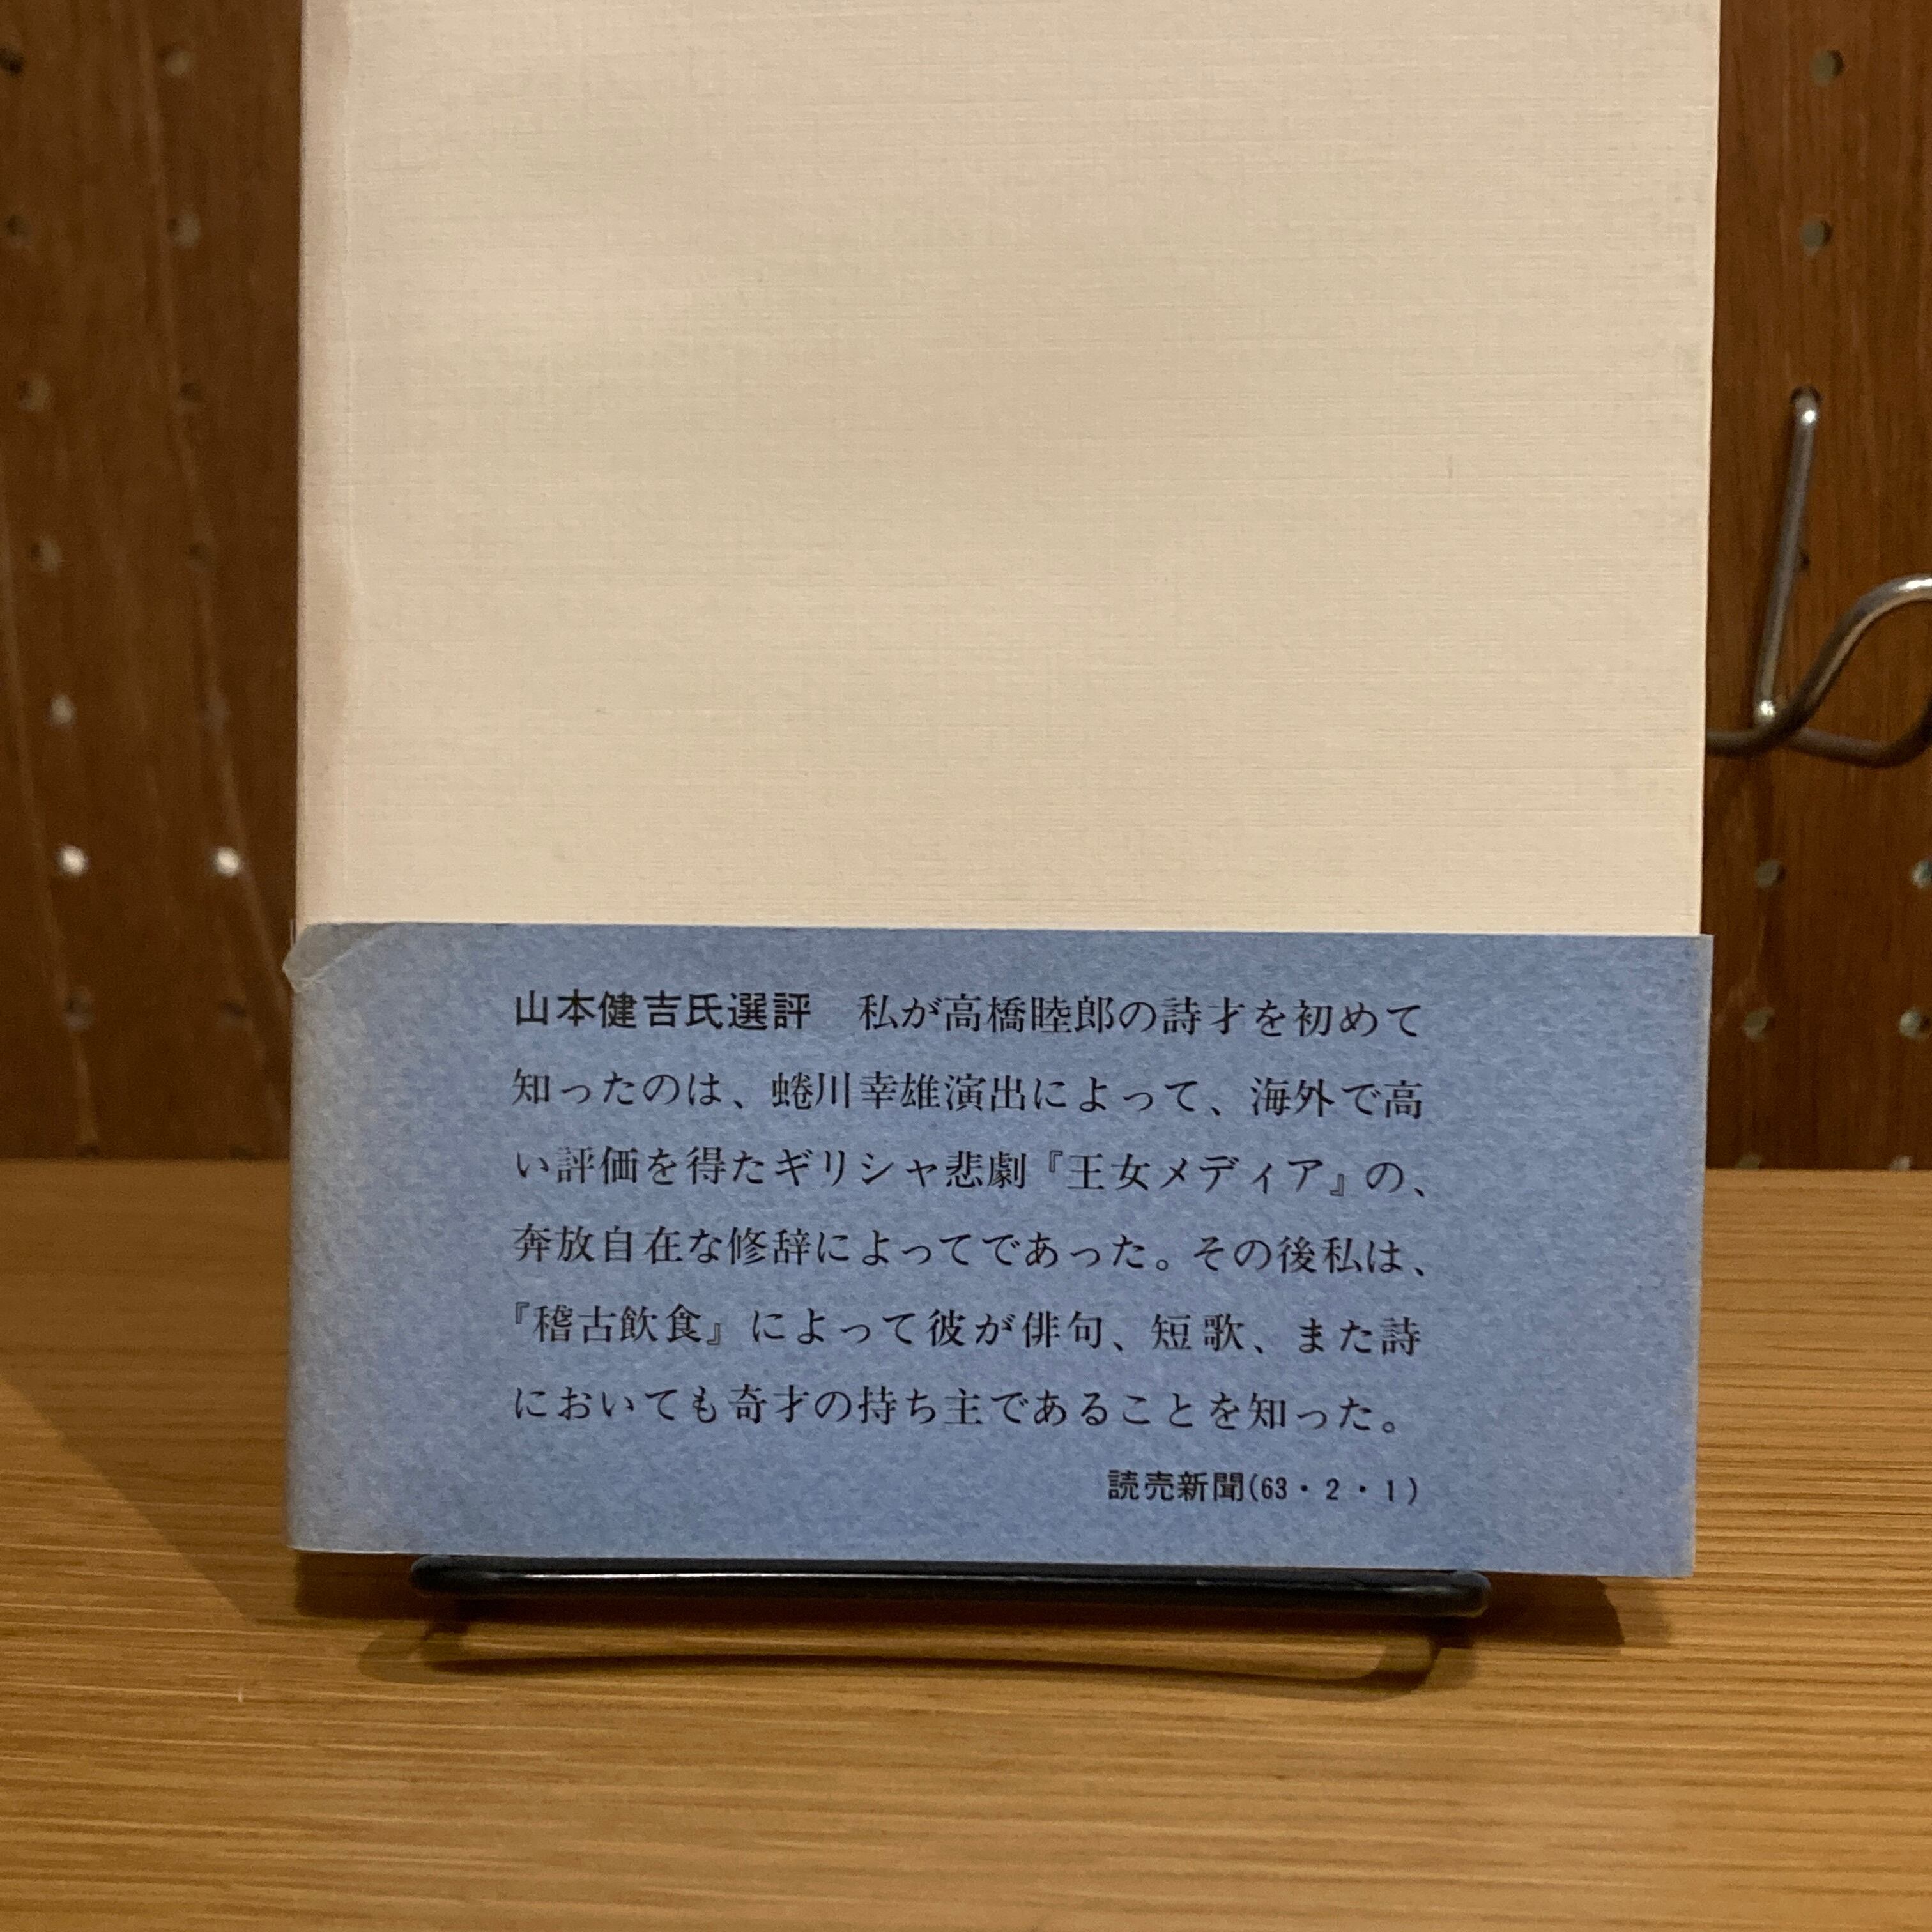 山本健吉氏選評　私が高橋睦郎の詩才を初めて
知ったのは、蜷川幸雄演出によって、海外で高
い評価を得たギリシャ悲劇『王女メディア』の、
奔放自在な修辞によってであった。その後私は、
『稽古飲食』によって彼が俳句、短歌、また詩
においても奇才の持ち主であることを知った。
読売新聞(63・2・1)